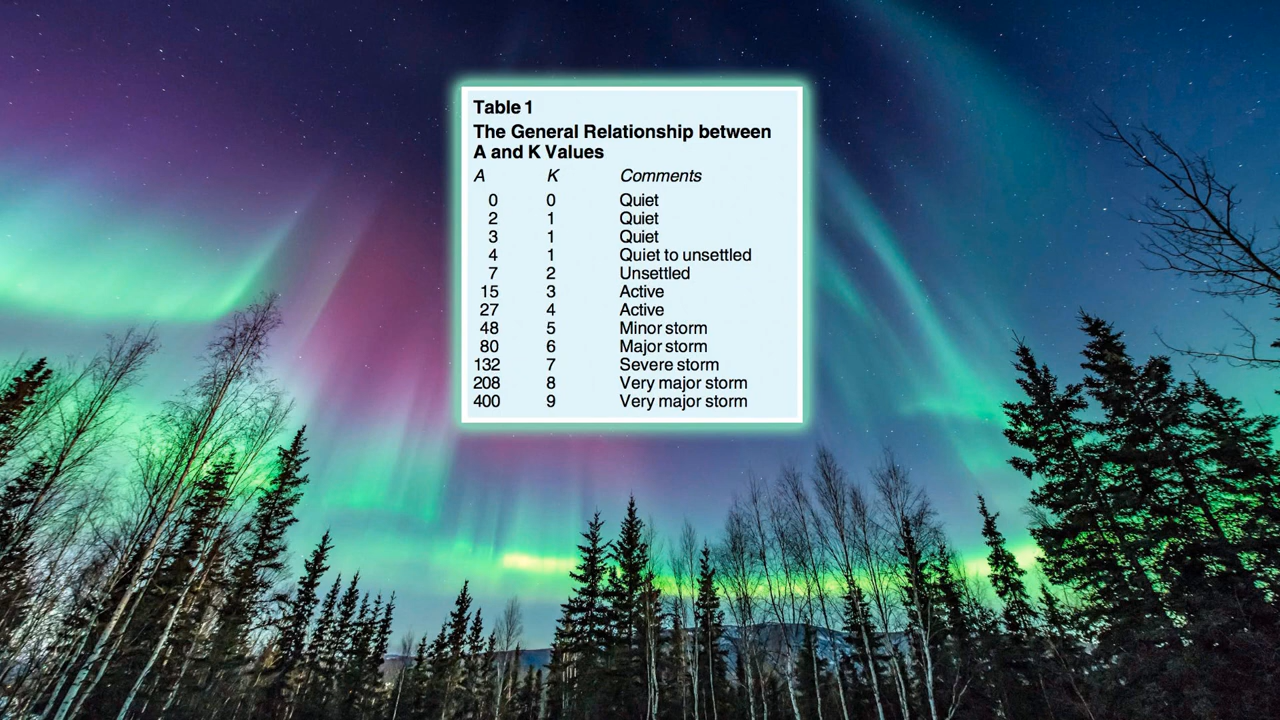 Table 1
The General Relationship between
A and K Values
A K Comments
0 0 Quiet
2 1 Quiet
3 1 Quiet
4 1 Quiet to unsettled
7 2 Unsettled
15 3 Active
27 4 Active
48 5 Minor storm
80 6 Major storm
132 7 Severe storm
208 8 Very major storm
400 9 Very major storm